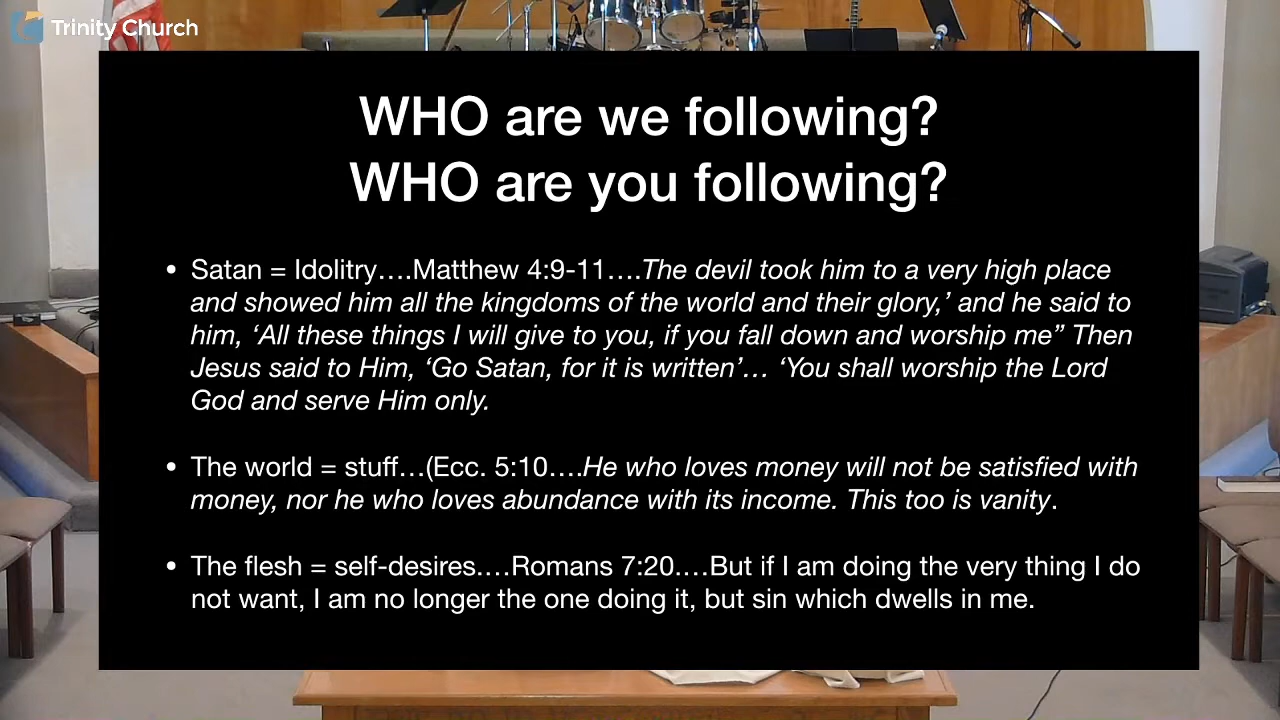 Trinity Church
WHO are we following?
WHO are you following?
• Satan = Idolitry….Matthew 4:9-11….The devil took him to a very high place
and showed him all the kingdoms of the world and their glory,’ and he said to
him, ‘All these things I will give to you, if you fall down and worship me” Then
Jesus said to Him, ‘Go Satan, for it is written’… ‘You shall worship the Lord
God and serve Him only.
• The world = stuff…(Ecc. 5:10….He who loves money will not be satisfied with
money, nor he who loves abundance with its income. This too is vanity.
• The flesh = self-desires….Romans 7:20….But if I am doing the very thing I do
not want, I am no longer the one doing it, but sin which dwells in me.